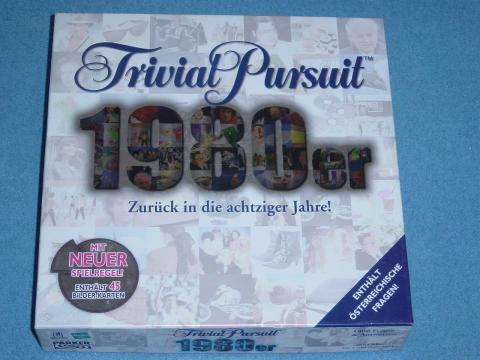 Trivial Pursuit™
1980er
Zurück in die achtziger Jahre!
MIT
NEUER
SPIELREGEL!
ENTHÄLT 45
BILDER-KARTEN
ENTHÄLT
ÖSTERREICHISCHE
FRAGEN!
PARKER
Trivial Pursuit
1980er